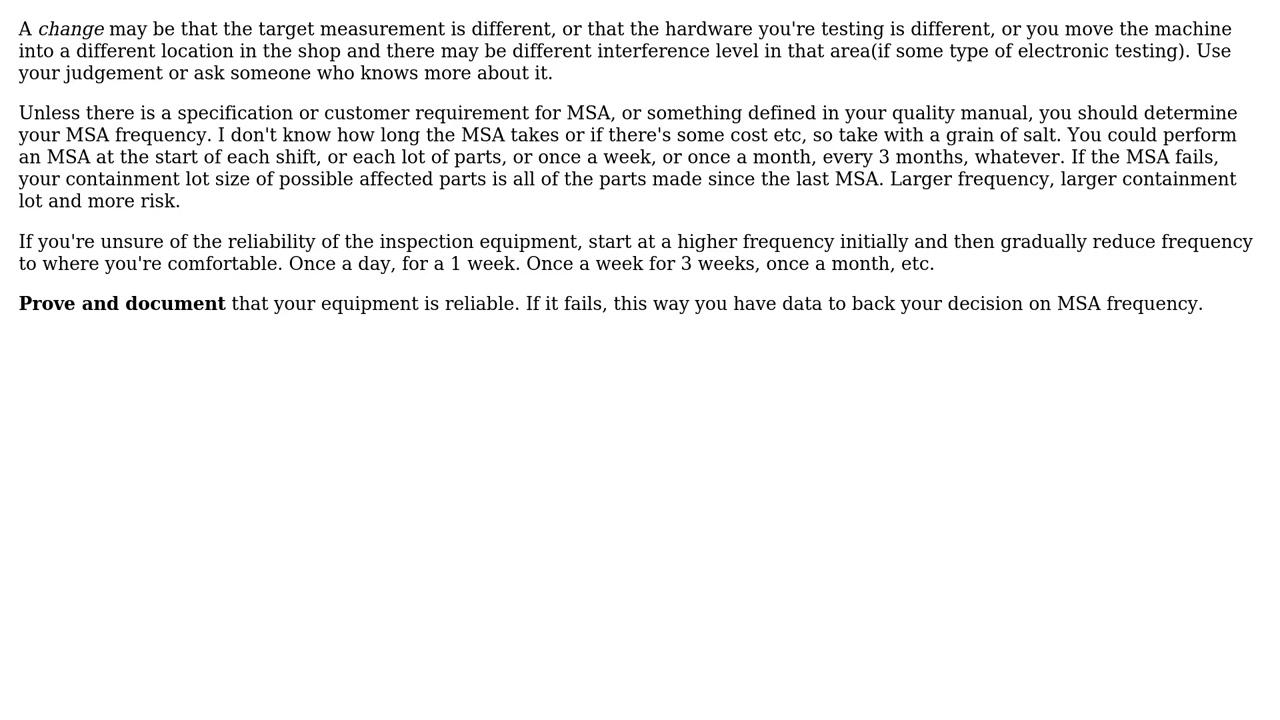 A change may be that the target measurement is different, or that the hardware you're testing is different, or you move the machine
into a different location in the shop and there may be different interference level in that area(if some type of electronic testing). Use
your judgement or ask someone who knows more about it.
Unless there is a specification or customer requirement for MSA, or something defined in your quality manual, you should determine
your MSA frequency. I don't know how long the MSA takes or if there's some cost etc, so take with a grain of salt. You could perform
an MSA at the start of each shift, or each lot of parts, or once a week, or once a month, every 3 months, whatever. If the MSA fails,
your containment lot size of possible affected parts is all of the parts made since the last MSA. Larger frequency, larger containment
lot and more risk.
If you're unsure of the reliability of the inspection equipment, start at a higher frequency initially and then gradually reduce frequency
to where you're comfortable. Once a day, for a 1 week. Once a week for 3 weeks, once a month, etc.
Prove and document that your equipment is reliable. If it fails, this way you have data to back your decision on MSA frequency.